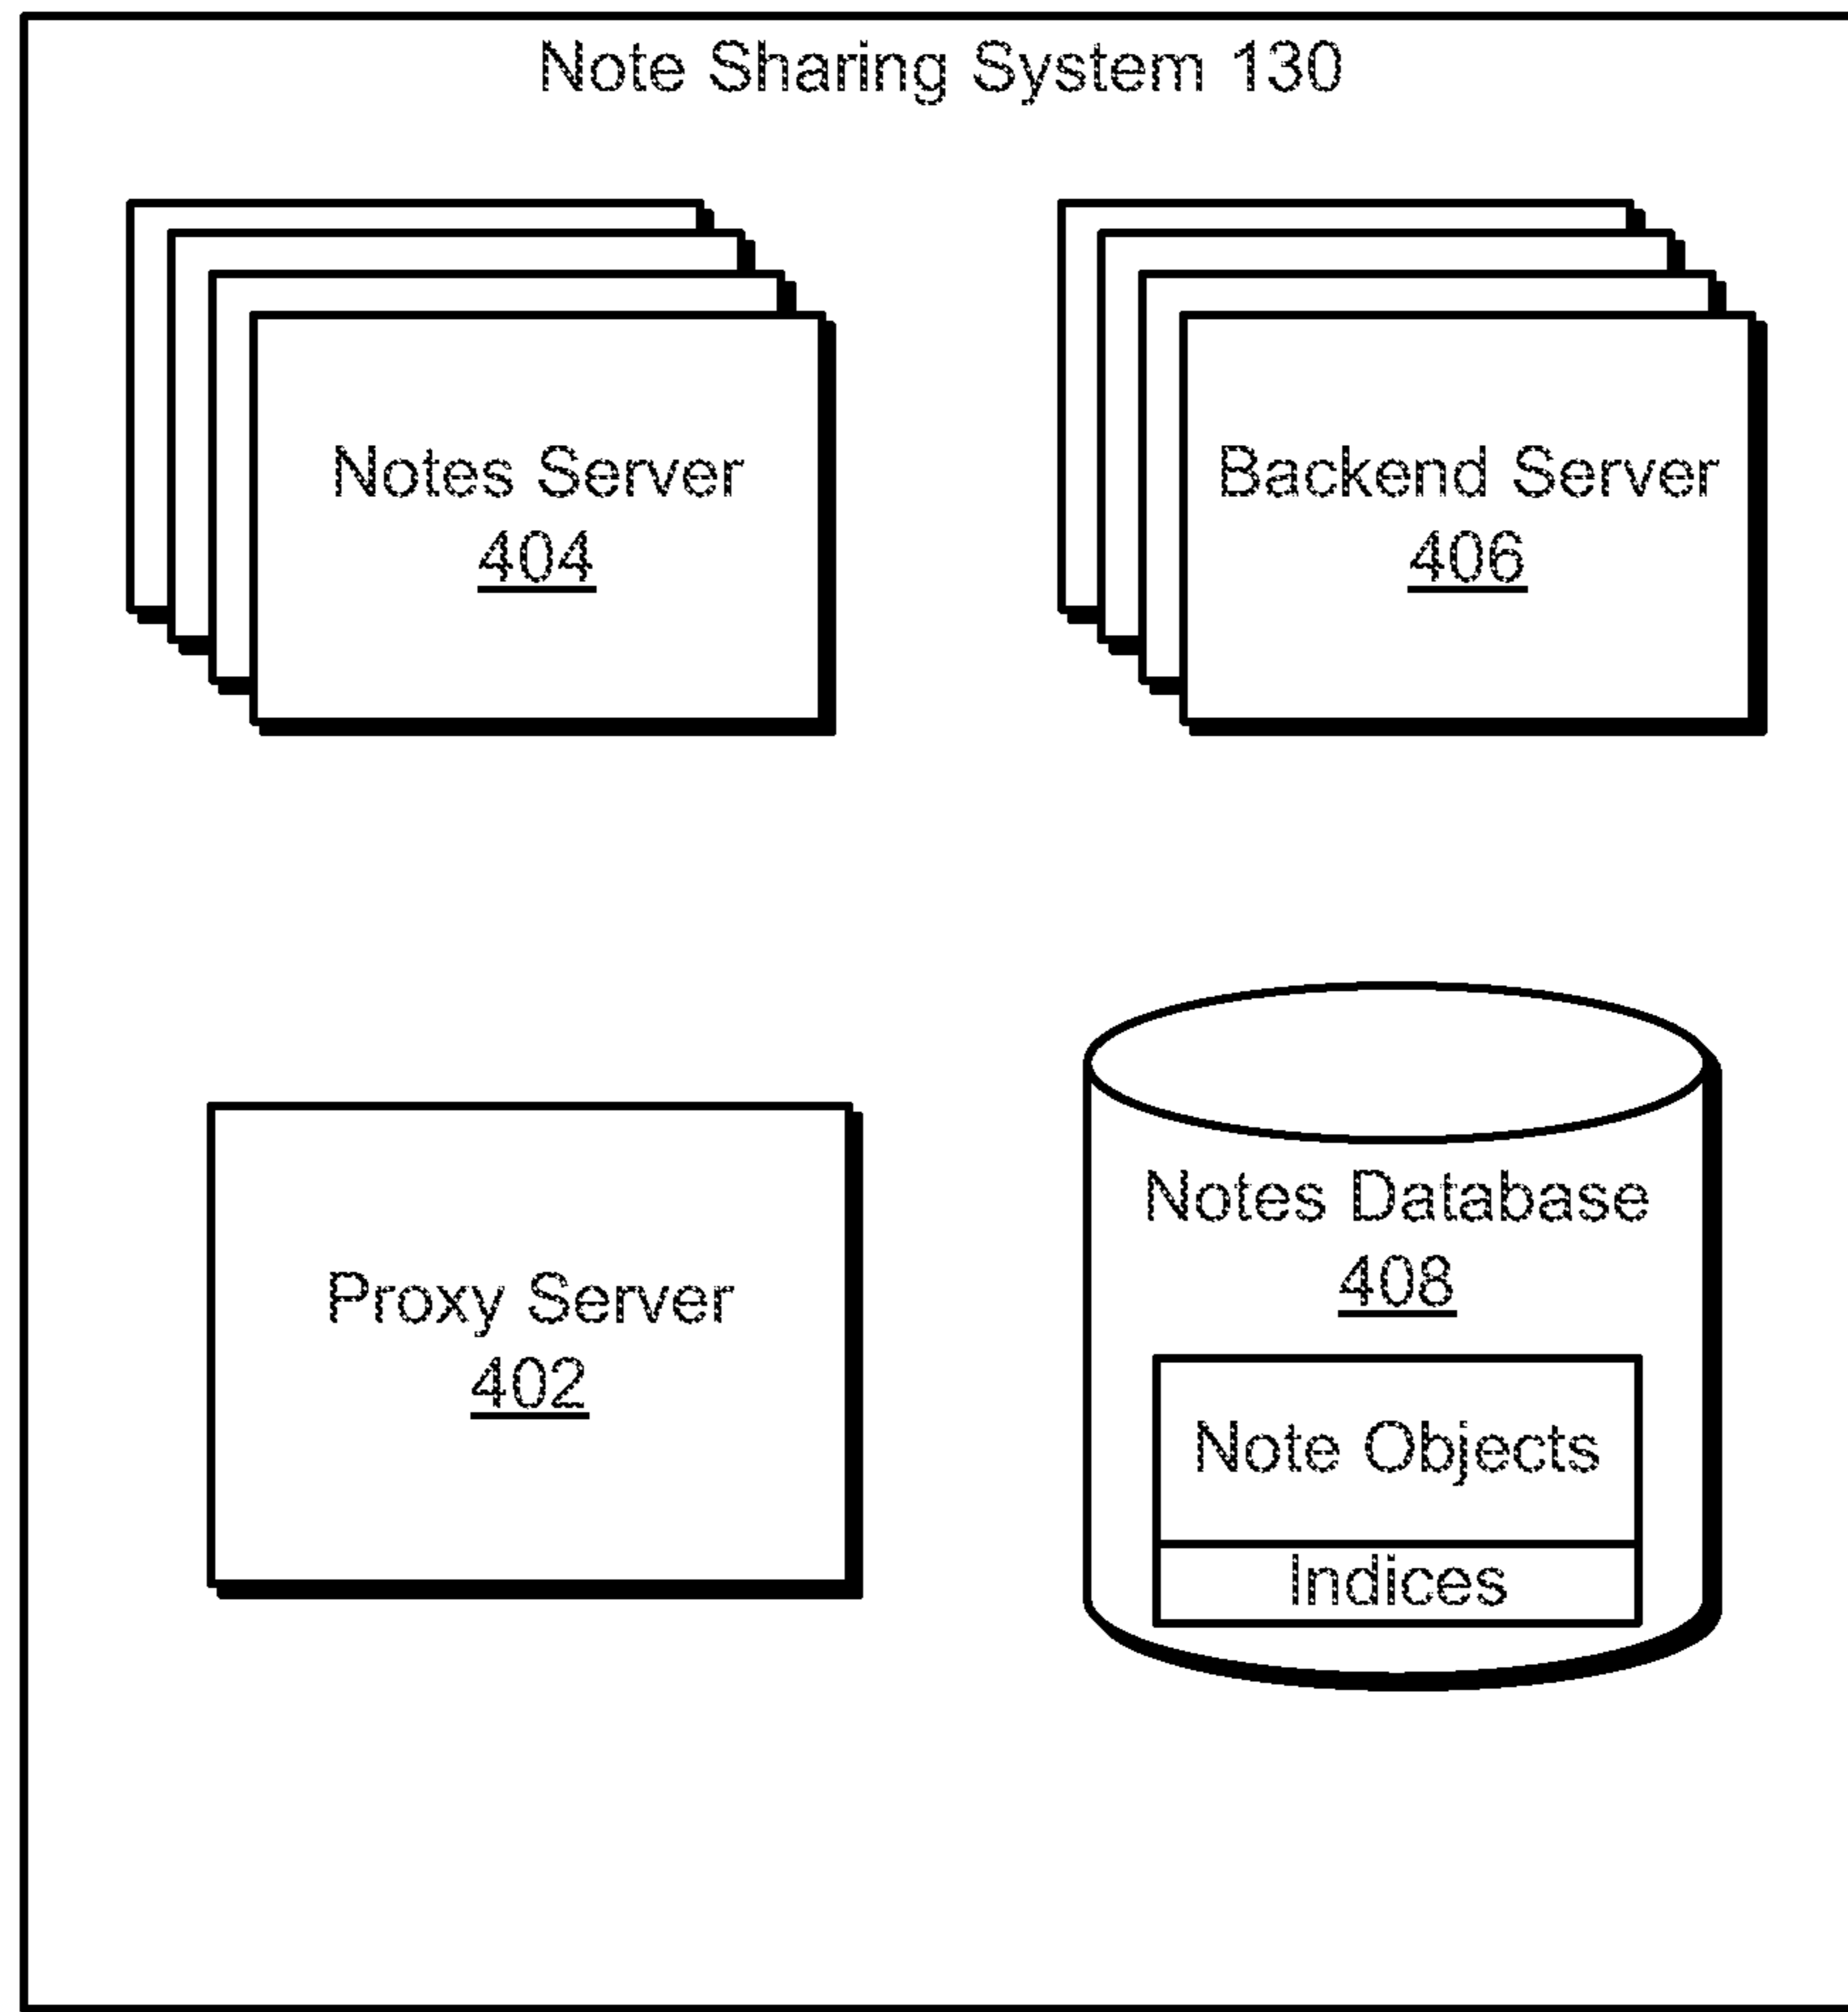 Note Sharing System 130
Notes Server
404
Backend Server
406
Proxy Server
402
Notes Database
408
Note Objects
Indices